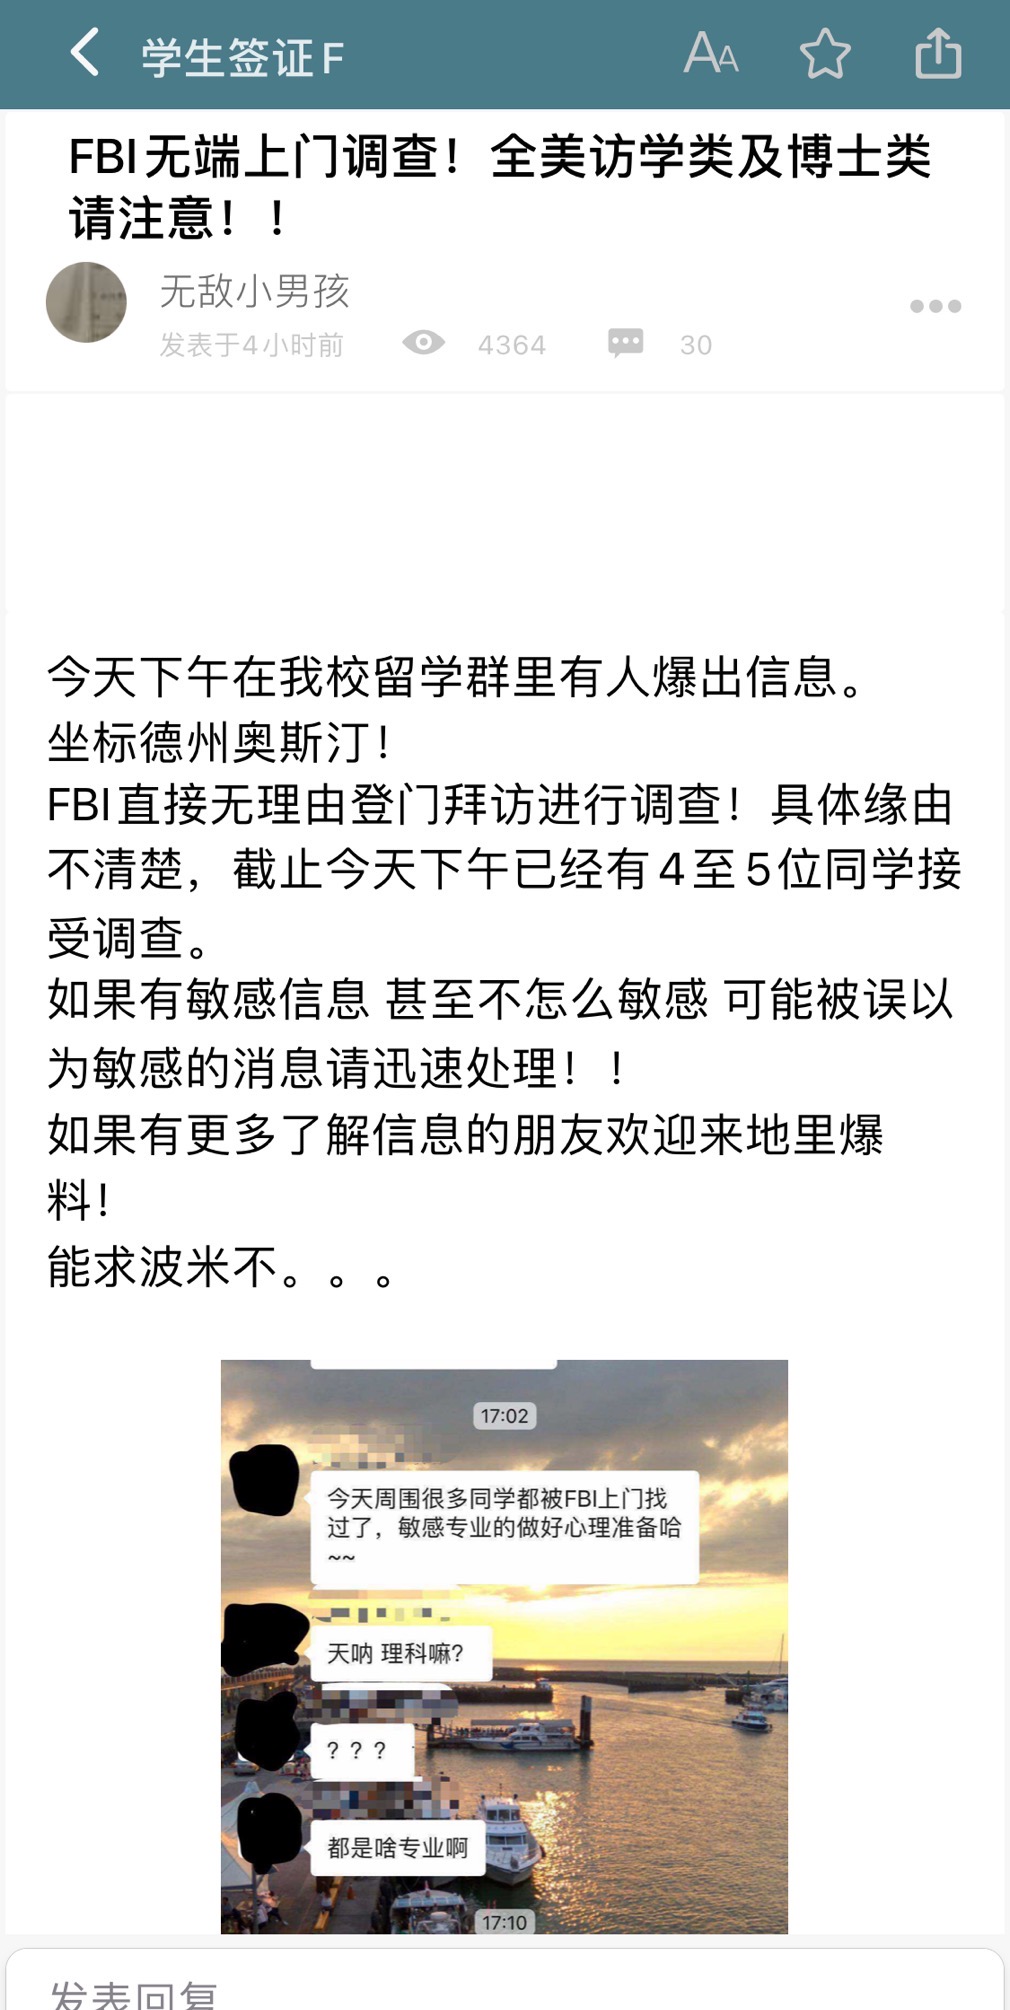 学生签证F
AA
FBI无端上门调查！全美访学类及博士类
请注意！！
无敌小男孩
发表于4小时前 4364 30
今天下午在我校留学群里有人爆出信息。
坐标德州奥斯汀！
FBI直接无理由登门拜访进行调查！具体缘由
不清楚，截止今天下午已经有4至5位同学接
受调查。
如果有敏感信息 甚至不怎么敏感 可能被误以
为敏感的消息请迅速处理！！
如果有更多了解信息的朋友欢迎来地里爆
料！
能求波米不。。。
17:02
今天周围很多同学都被FBI上门找
过了，敏感专业的做好心理准备哈
~~
天呐 理科嘛？
？？？
都是啥专业啊
17:10
发表回复